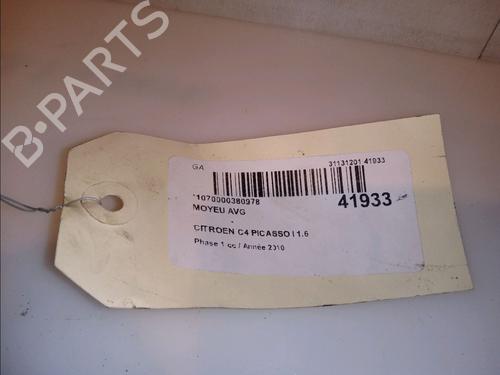 B-PARTS
GA 31131201 41933
*1070000380978
MOYEU AVG 41933
-
CITROEN C4 PICASSO I 1.6
Phase 1 cc / Année 2010